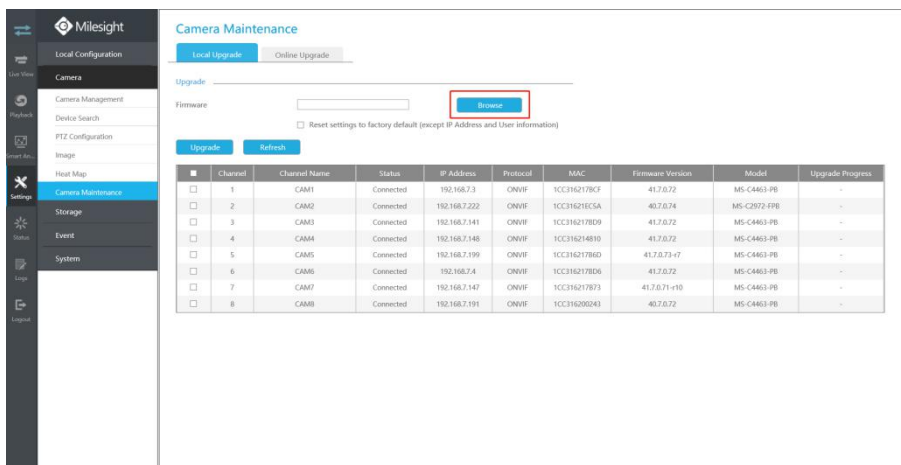 Milesight
Camera Maintenance
Local Configuration
Local Upgrade Online Upgrade
Live View
Camera
Upgrade
Camera Management
Firmware Browse
Playback
Device Search
Reset settings to factory default (except IP Address and User information)
PTZ Configuration
Smart An...
Image
Upgrade Refresh
Heat Map
Channel Channel Name Status IP Address Protocol MAC Firmware Version Model Upgrade Progress
Settings
Camera Maintenance
1 CAM1 Connected 192.168.7.3 ONVIF 1CC316217BCF 41.7.0.72 MS-C4463-PB -
2 CAM2 Connected 192.168.7.222 ONVIF 1CC31621EC5A 40.7.0.74 MS-C2972-FPB -
Storage
3 CAM3 Connected 192.168.7.141 ONVIF 1CC316217BD9 41.7.0.72 MS-C4463-PB -
Status
Event
4 CAM4 Connected 192.168.7.148 ONVIF 1CC316214810 41.7.0.72 MS-C4463-PB -
System
5 CAM5 Connected 192.168.7.199 ONVIF 1CC316217B6D 41.7.0.73-r7 MS-C4463-PB -
Logs
6 CAM6 Connected 192.168.7.4 ONVIF 1CC316217BD6 41.7.0.72 MS-C4463-PB -
7 CAM7 Connected 192.168.7.147 ONVIF 1CC316217873 41.7.0.71-r10 MS-C4463-PB -
8 CAM8 Connected 192.168.7.191 ONVIF 1CC316200243 40.7.0.72 MS-C4463-PB -
Logout